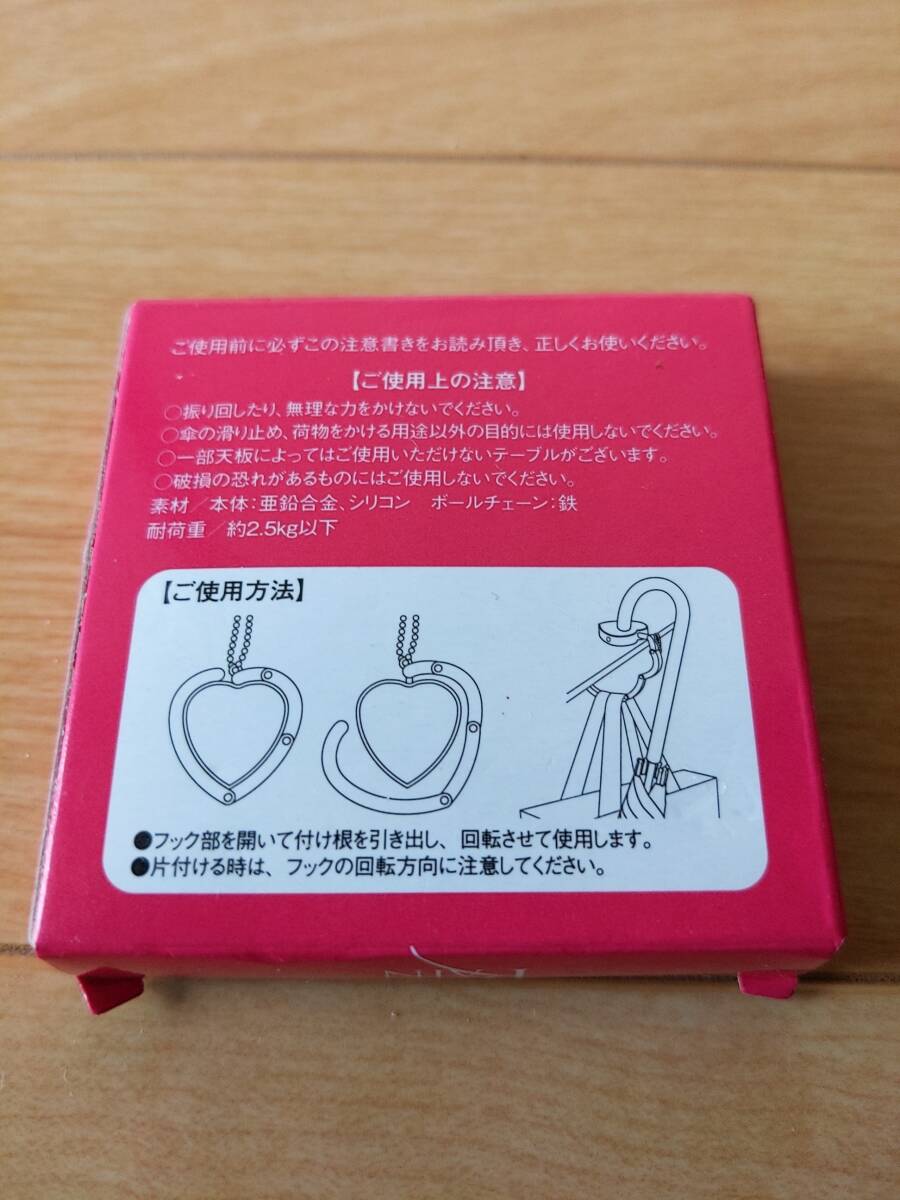 ご使用前に必ずこの注意書きをお読み頂き、正しくお使いください。
【ご使用上の注意】
○振り回したり、無理な力をかけないでください。
○傘の滑り止め、荷物をかける用途以外の目的には使用しないでください。
○一部天板によってはご使用いただけないテーブルがございます。
○破損の恐れがあるものにはご使用しないでください。
素材／本体：亜鉛合金、シリコン　ボールチェーン：鉄
耐荷重／約2.5kg以下
【ご使用方法】
●フック部を開いて付け根を引き出し、回転させて使用します。
●片付ける時は、フックの回転方向に注意してください。